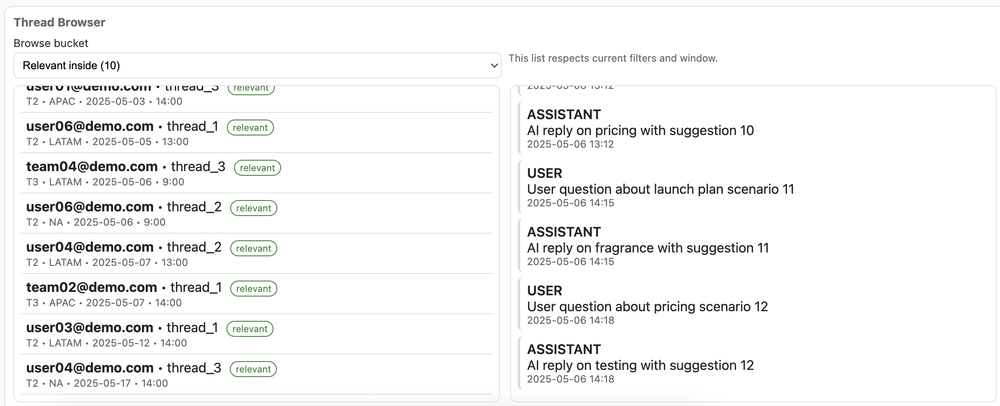 Thread Browser
Browse bucket
Relevant inside (10)
This list respects current filters and window.
user01@demo.com • thread_3 relevant
T2 • APAC • 2025-05-03 • 14:00
user06@demo.com • thread_1 relevant
T2 • LATAM • 2025-05-05 • 13:00
team04@demo.com • thread_3 relevant
T3 • LATAM • 2025-05-06 • 9:00
user06@demo.com • thread_2 relevant
T2 • NA • 2025-05-06 • 9:00
user04@demo.com • thread_2 relevant
T2 • LATAM • 2025-05-07 • 13:00
team02@demo.com • thread_1 relevant
T3 • APAC • 2025-05-07 • 14:00
user03@demo.com • thread_1 relevant
T2 • LATAM • 2025-05-12 • 14:00
user04@demo.com • thread_3 relevant
T2 • NA • 2025-05-17 • 14:00
2025-05-06 13:12
ASSISTANT
AI reply on pricing with suggestion 10
2025-05-06 13:12
USER
User question about launch plan scenario 11
2025-05-06 14:15
ASSISTANT
AI reply on fragrance with suggestion 11
2025-05-06 14:15
USER
User question about pricing scenario 12
2025-05-06 14:18
ASSISTANT
AI reply on testing with suggestion 12
2025-05-06 14:18